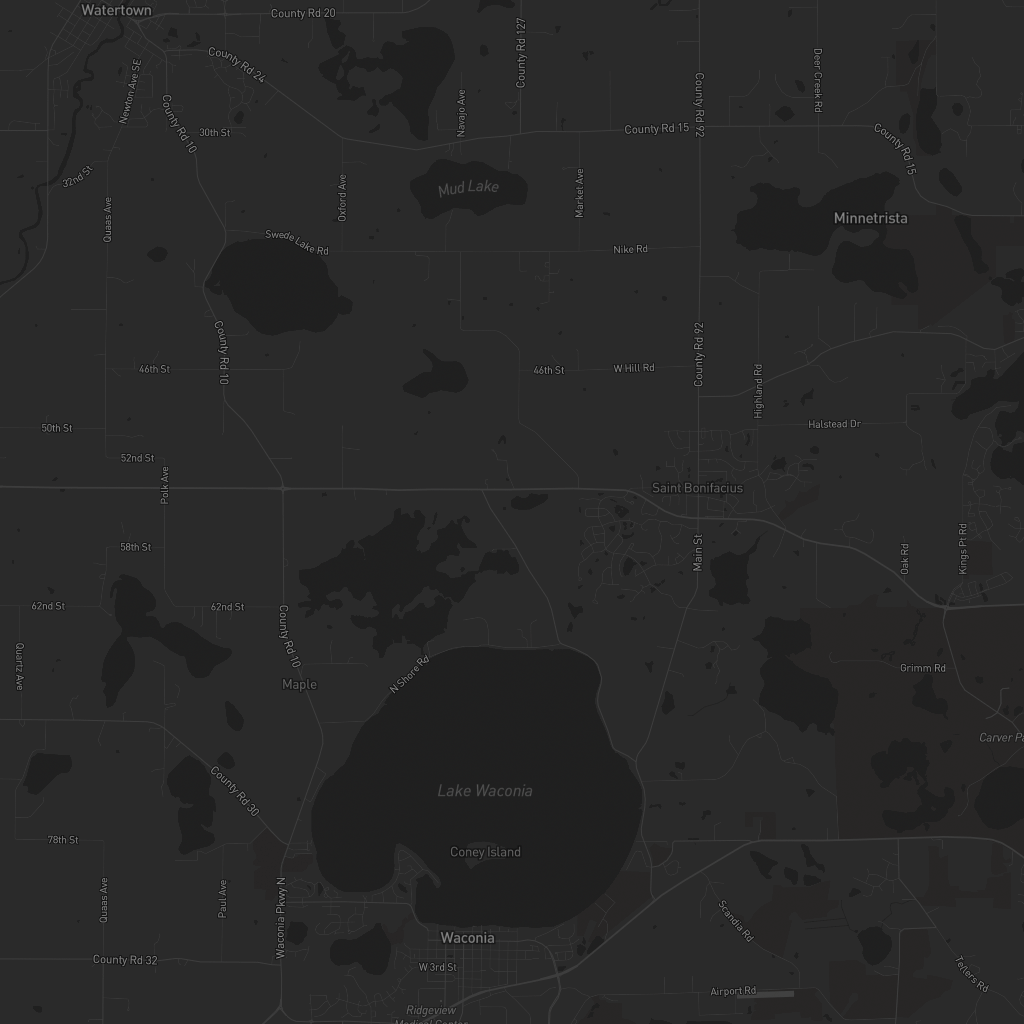 Watertown
County Rd 20
County Rd 127
County Rd 24
Deer Creek Rd
Newton Ave SE
County Rd 92
Navajo Ave
County Rd 10
30th St
County Rd 15
County Rd 15
32nd St
Oxford Ave
Mud Lake
Market Ave
Quaas Ave
Minnetrista
Swede Lake Rd
Nike Rd
County Rd 10
County Rd 92
46th St
46th St
W Hill Rd
Highland Rd
50th St
Halstead Dr
52nd St
Polk Ave
Saint Bonifacius
58th St
Main St
Oak Rd
Kings Pt Rd
62nd St
62nd St
County Rd 10
Quartz Ave
N Shore Rd
Grimm Rd
Maple
Carver Pa
County Rd 30
Lake Waconia
78th St
Coney Island
Quaas Ave
Paul Ave
Waconia Pkwy N
Scandia Rd
Waconia
County Rd 32
W 3rd St
Terlers Rd
Airport Rd
Ridgeview
Medical Center